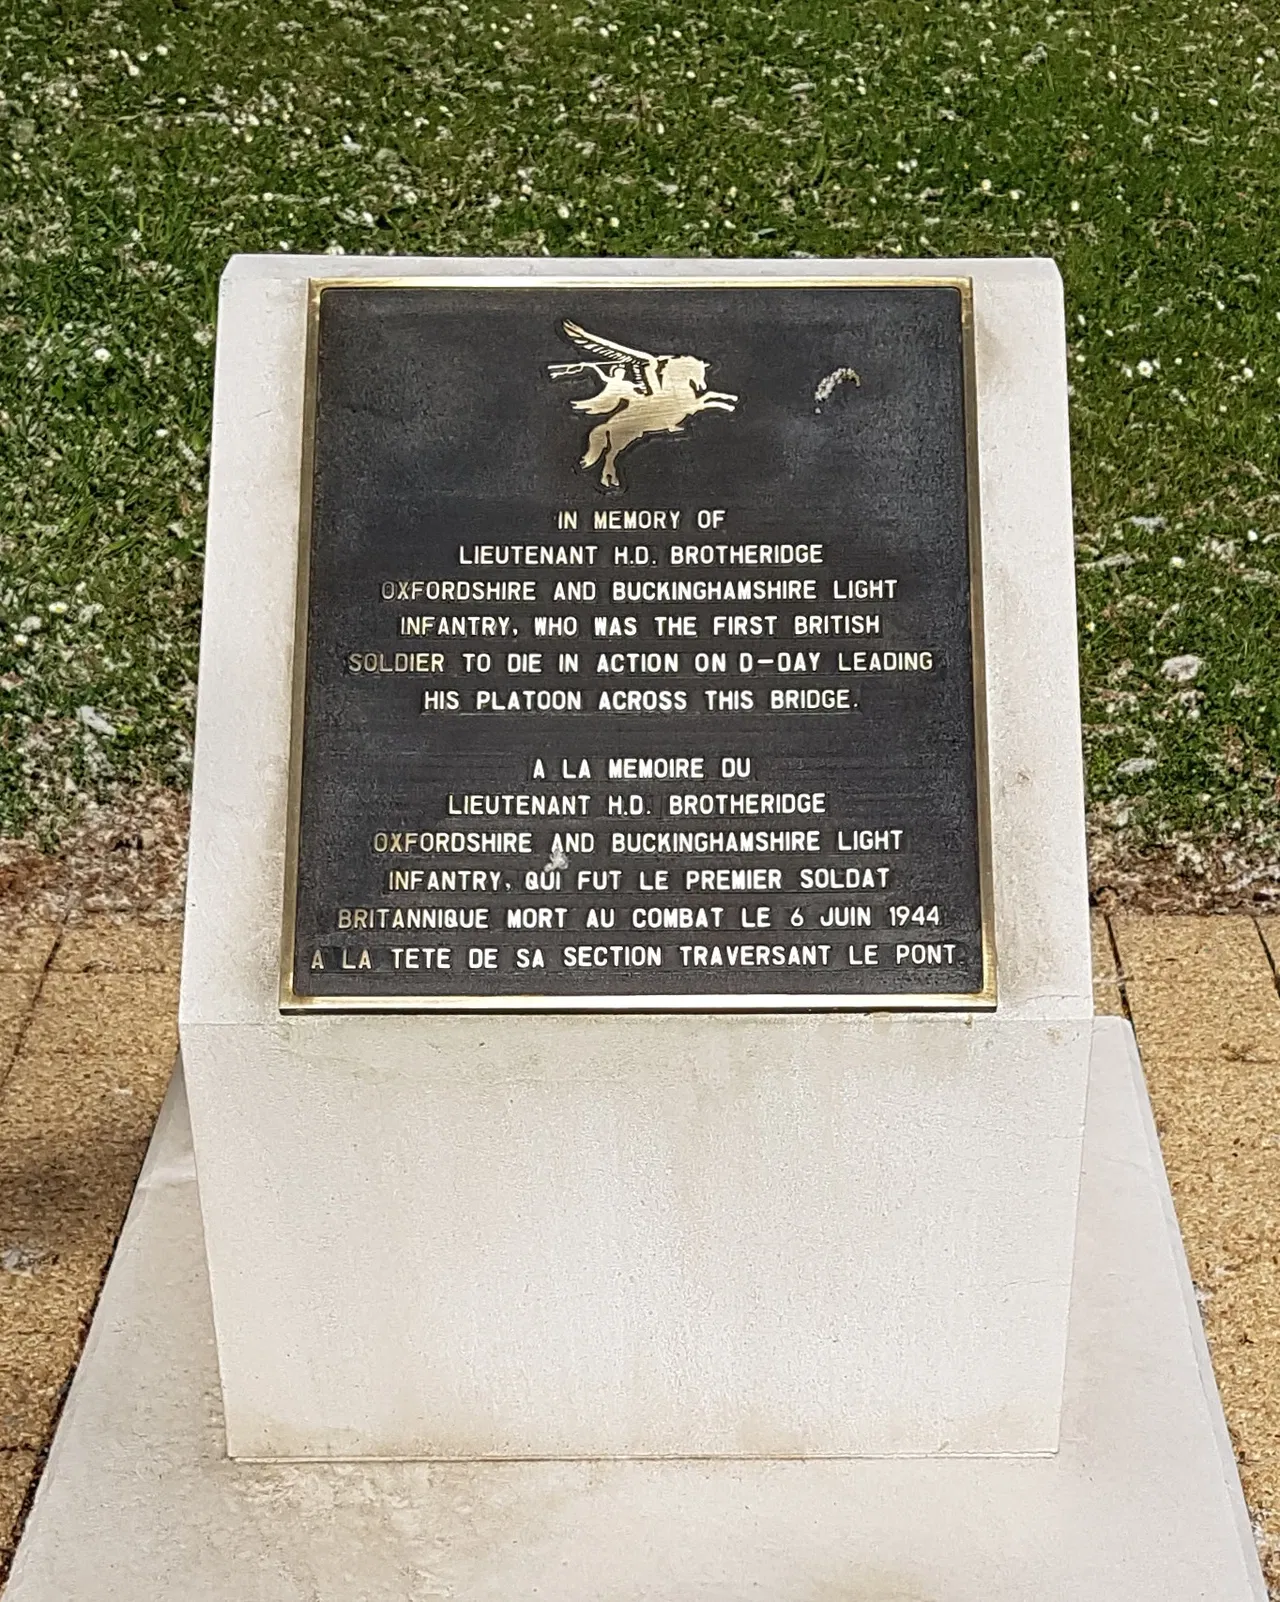 IN MEMORY OF
LIEUTENANT H.D. BROTHERIDGE
OXFORDSHIRE AND BUCKINGHAMSHIRE LIGHT
INFANTRY, WHO WAS THE FIRST BRITISH
SOLDIER TO DIE IN ACTION ON D-DAY LEADING
HIS PLATOON ACROSS THIS BRIDGE.
A LA MEMOIRE DU
LIEUTENANT H.D. BROTHERIDGE
OXFORDSHIRE AND BUCKINGHAMSHIRE LIGHT
INFANTRY, QUI FUT LE PREMIER SOLDAT
BRITANNIQUE MORT AU COMBAT LE 6 JUIN 1944
A LA TETE DE SA SECTION TRAVERSANT LE PONT.